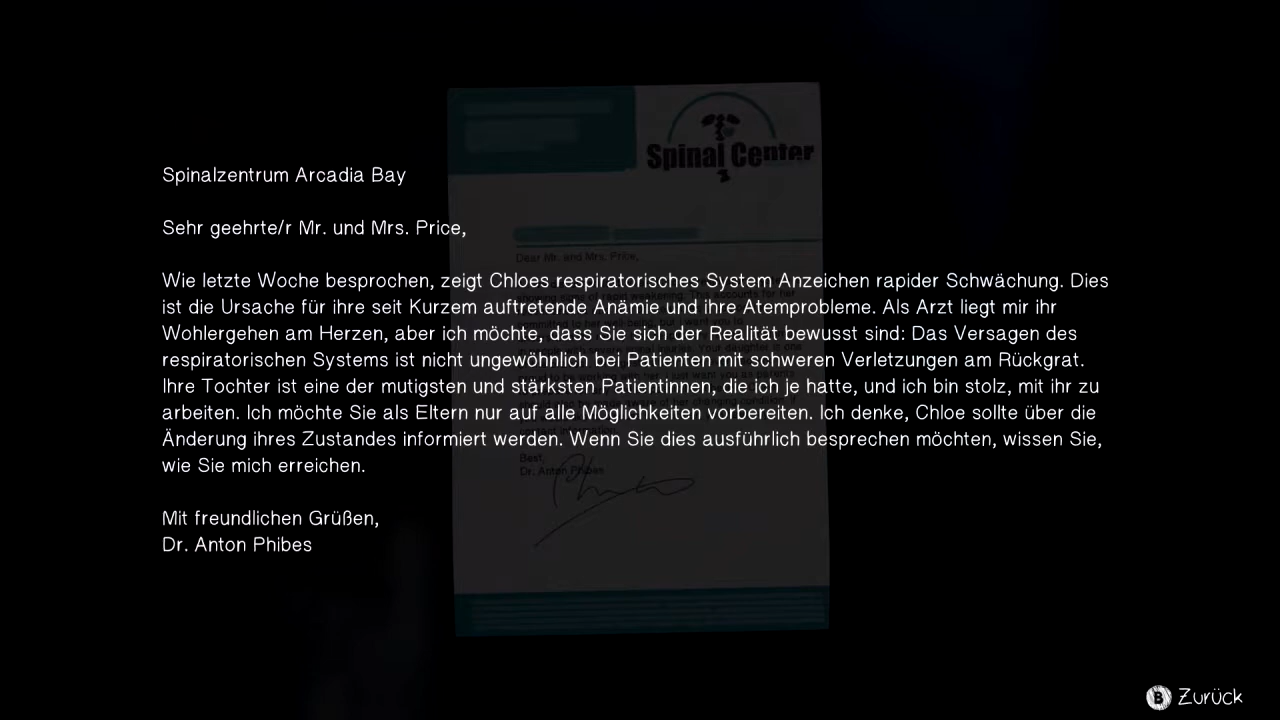 Spinal Center
Spinalzentrum Arcadia Bay
Sehr geehrte/r Mr. und Mrs. Price,
Dear Mr. and Mrs. Price,
Wie letzte Woche besprochen, zeigt Chloes respiratorisches System Anzeichen rapider Schwächung. Dies
ist die Ursache für ihre seit Kurzem auftretende Anämie und ihre Atemprobleme. Als Arzt liegt mir ihr
Wohlergehen am Herzen, aber ich möchte, dass Sie sich der Realität bewusst sind: Das Versagen des
respiratorischen Systems ist nicht ungewöhnlich bei Patienten mit schweren Verletzungen am Rückgrat.
Ihre Tochter ist eine der mutigsten und stärksten Patientinnen, die ich je hatte, und ich bin stolz, mit ihr zu
arbeiten. Ich möchte Sie als Eltern nur auf alle Möglichkeiten vorbereiten. Ich denke, Chloe sollte über die
Änderung ihres Zustandes informiert werden. Wenn Sie dies ausführlich besprechen möchten, wissen Sie,
wie Sie mich erreichen.
Best,
Dr. Anton Phibes
Mit freundlichen Grüßen,
Dr. Anton Phibes
B Zurück